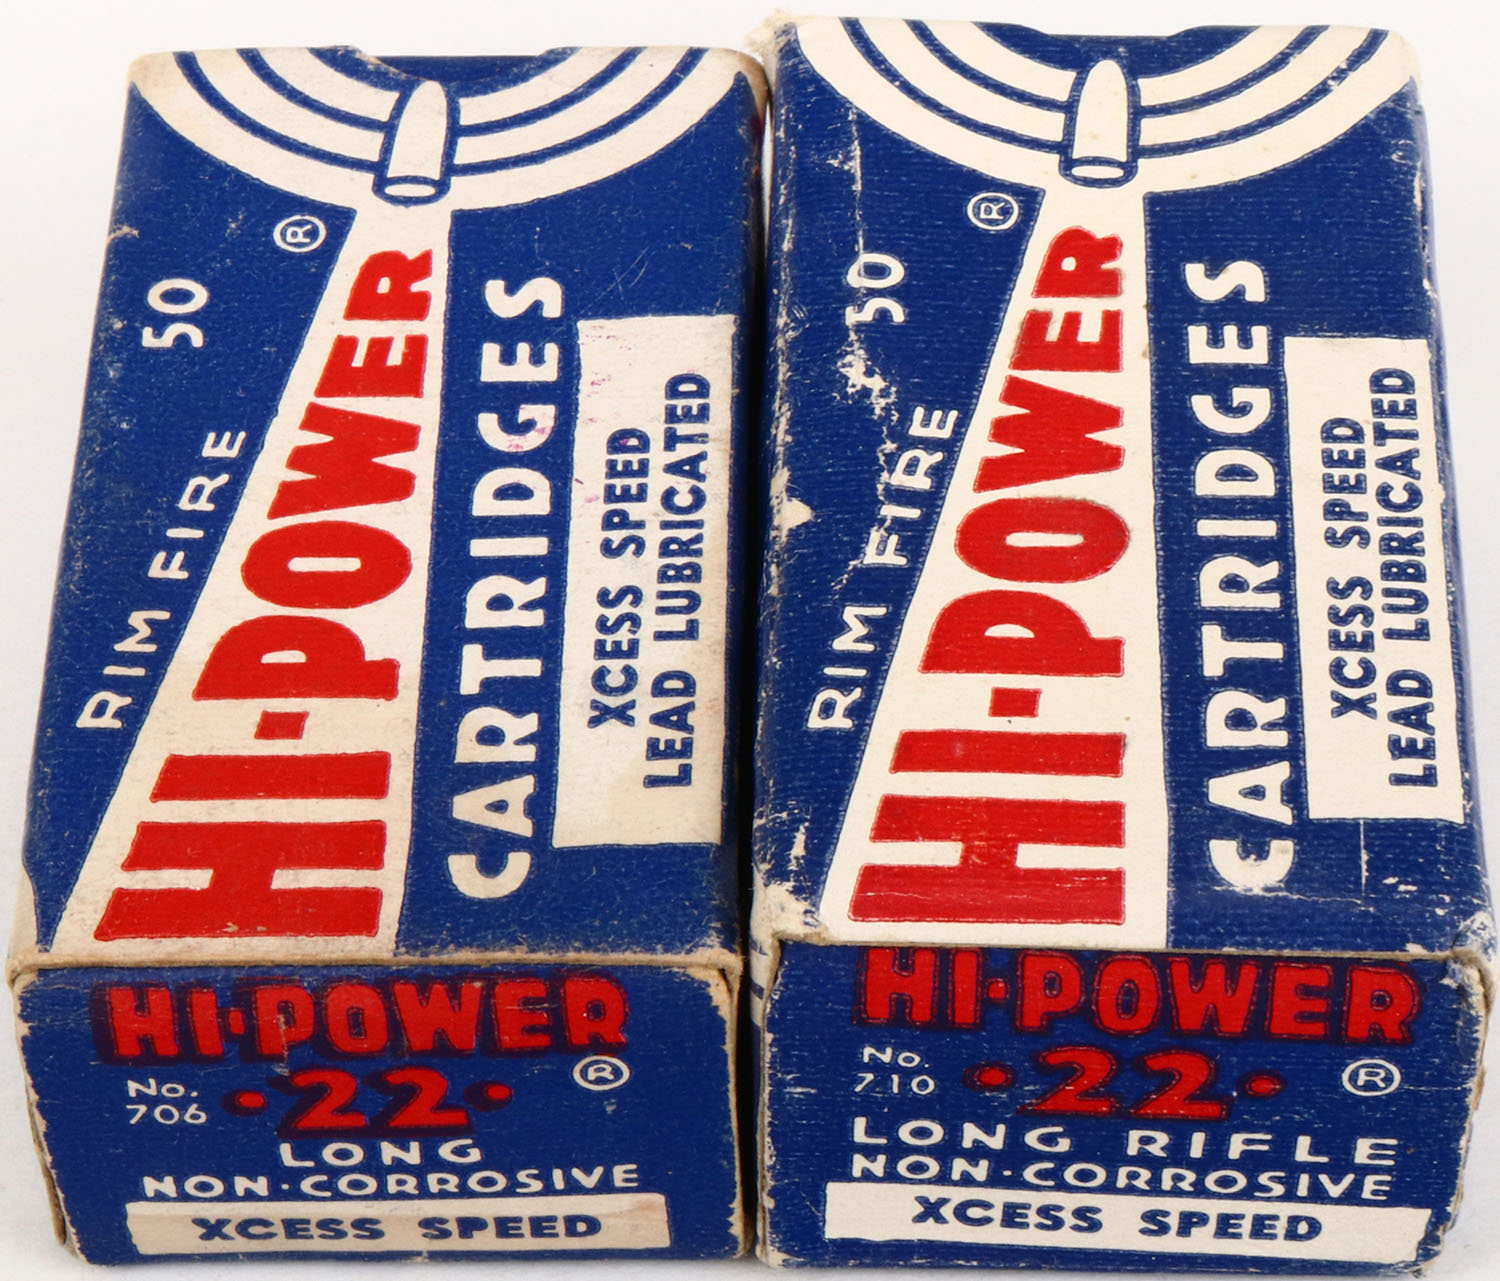 50
RIM FIRE
HI-POWER ®
CARTRIDGES
XCESS SPEED
LEAD LUBRICATED
HI-POWER
No. 706
·22· ®
LONG
NON·CORROSIVE
XCESS SPEED
50
RIM FIRE
HI-POWER ®
CARTRIDGES
XCESS SPEED
LEAD LUBRICATED
HI-POWER
No. 710
·22· ®
LONG RIFLE
NON·CORROSIVE
XCESS SPEED